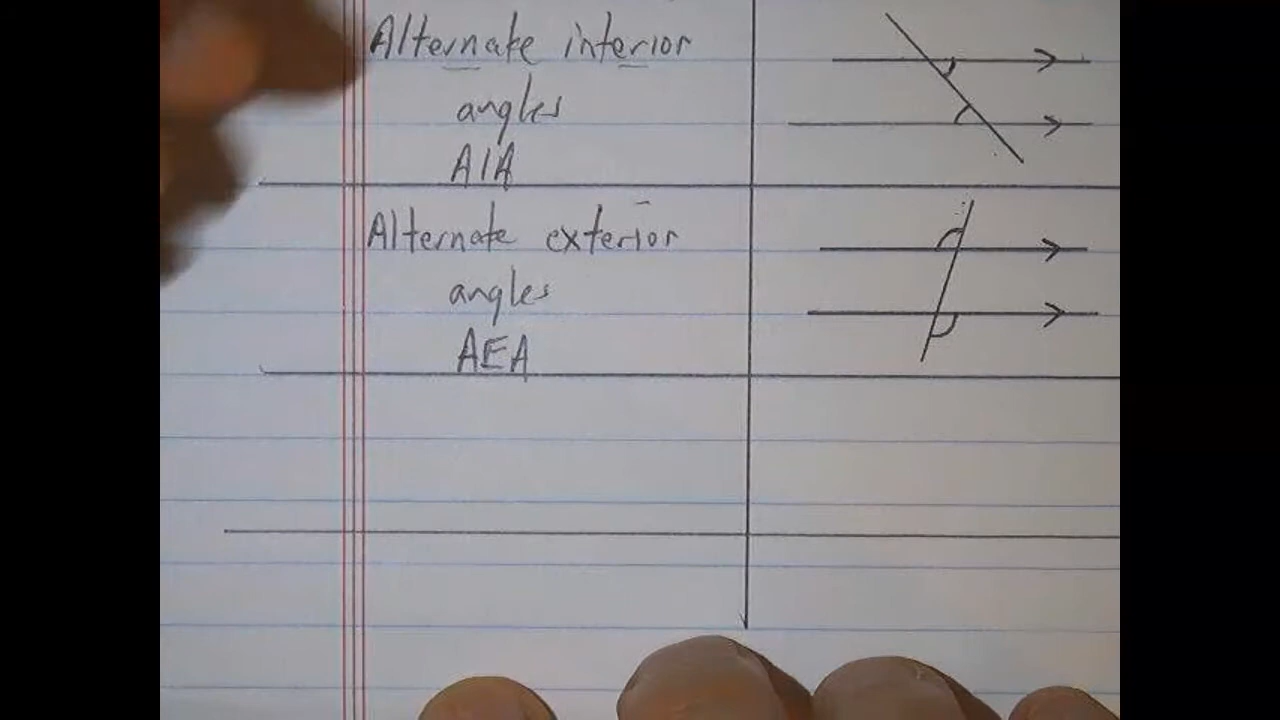 Alternate interior
angles
AIA
Alternate exterior
angles
AEA